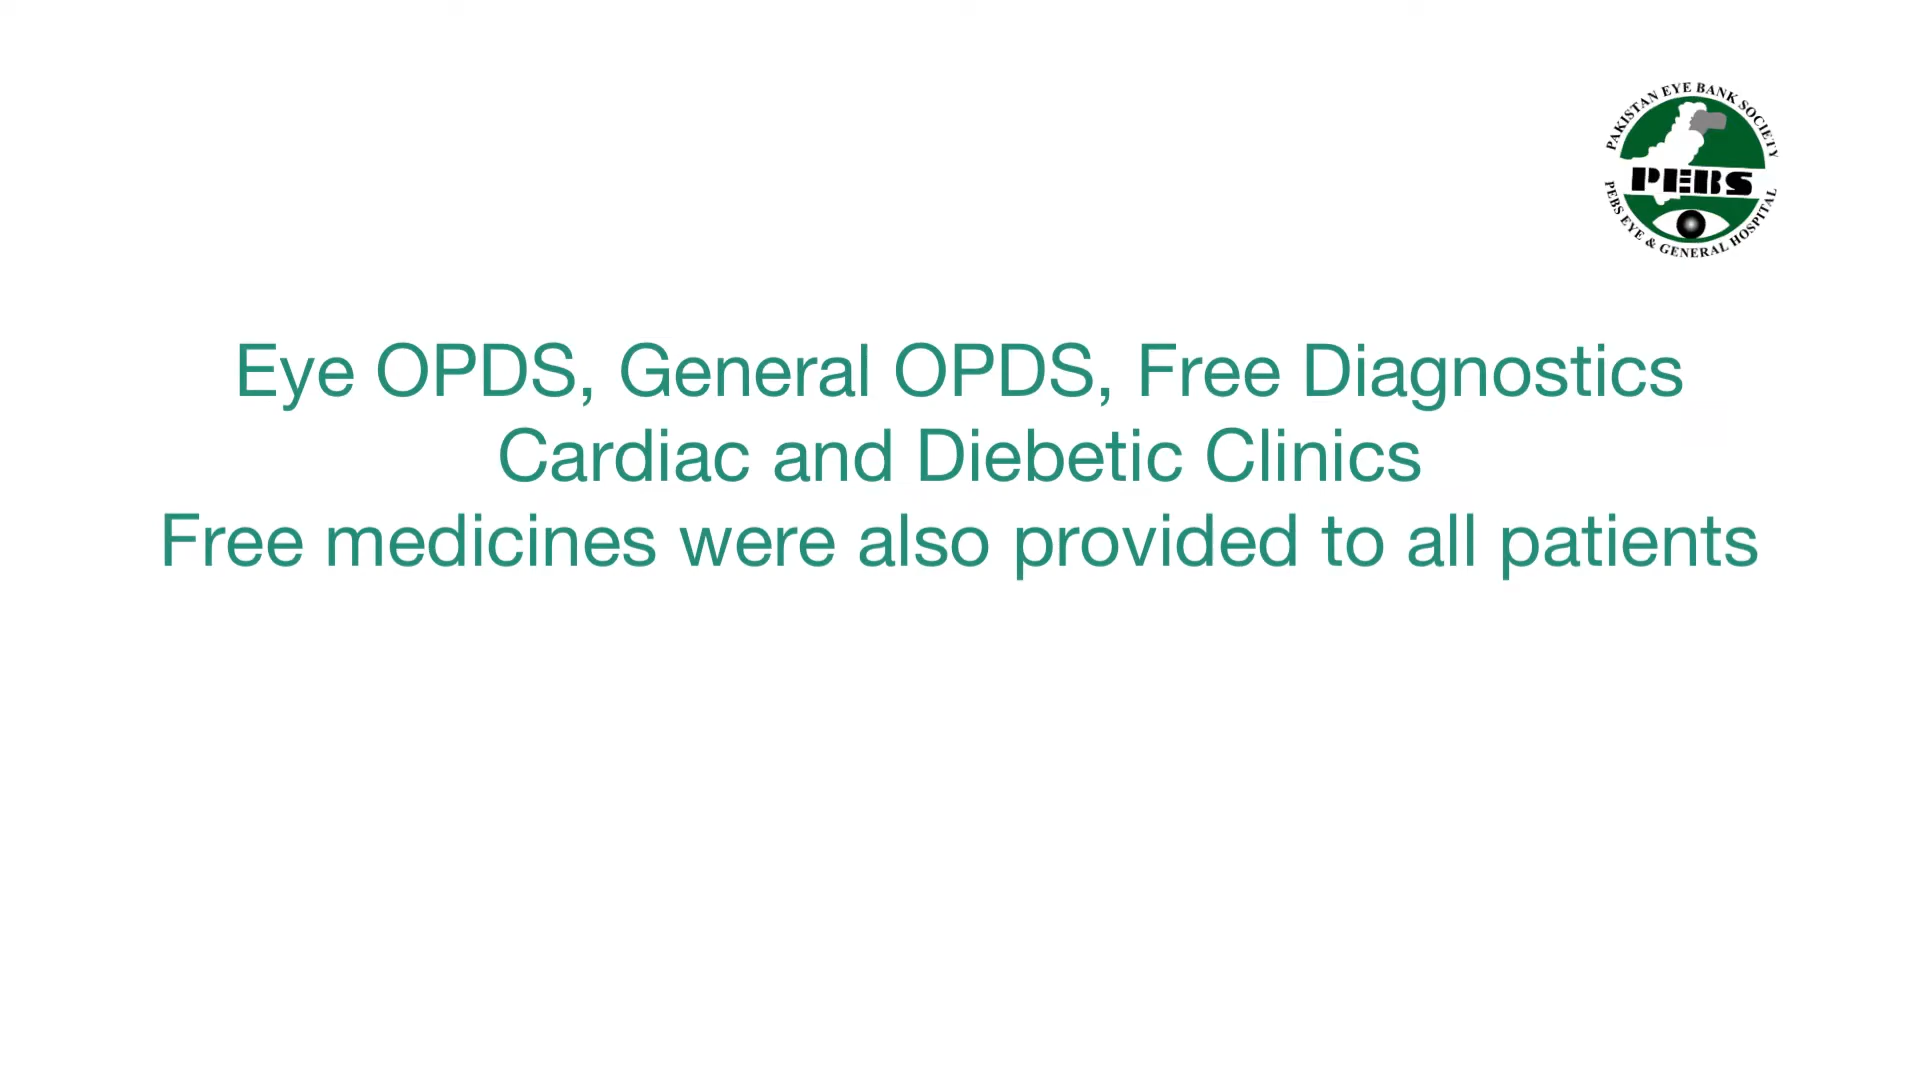 PAKISTAN EYE BANK SOCIETY
PEBS
PEBS EYE & GENERAL HOSPITAL
Eye OPDS, General OPDS, Free Diagnostics
Cardiac and Diebetic Clinics
Free medicines were also provided to all patients